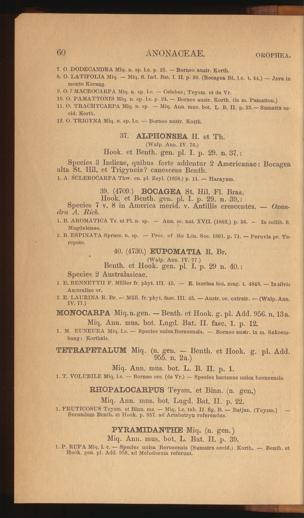 60 ANONACEAE. OROPHEA.
7. O. DODECANDRA Miq. n. sp. l.c. p. 23. — Borneo austr. Korth.
8. O. LATIFOLIA Miq. — Miq. fl. Ind. Bat. I. II. p. 89. (Bocagea Bl. l.c. t. 44.) — Java in
monte Karang.
9. O.? MACROCARPA Miq. n. sp. l.c. — Celebes; Teysm. et de Vr.
10. O. PAMATTONIS Miq. n. sp. l.c. p. 24. — Borneo austr. Korth. (in m. Pamatton.)
11. O. TRACHYCARPA Miq. n. sp. — Miq. Ann. mus. bot. L. B. II. p. 23. — Sumatra oc-
cid. Korth.
12. O. TRIGYNA Miq. n. sp. l.c. — Borneo austr. Korth.
37. ALPHONSEA H. et Th.
(Walp. Ann. IV. 74.)
Hook. et Benth. gen. pl. I. p. 29. n. 37.:
Species 3 Indicae, quibus forte addentur 2 Americanae: Bocagea
alta St. Hil. et Trigyneia? canescens Benth.
1. A. SCLEROCARPA Thw. en. pl. Zeyl. (1858.) p. 11. — Harayum.
39. (4709.) BOCAGEA St. Hil. Fl. Bras.
Hook. et Benth. gen. pl. I. p. 29. n. 39.:
Species 7 v. 8 in America merid. v. Antillis crescentes. — Oxan-
dra A. Rich.
1. B. AROMATICA Tr. et Pl. n. sp. — Ann. sc. nat. XVII. (1862.) p. 36. — In collib. fl.
Magdalenae.
2. B. ESPINATA Spruce n. sp. — Proc. of the Lin. Soc. 1861. p. 71. — Peruvia pr. To-
ropoto.
40. (4730.) EUPOMATIA R. Br.
(Walp. Ann. IV. 77.)
Benth. et Hook. gen. pl. I. p. 29 n. 40.:
Species 2 Australasicae.
1. E. BENNETTII F. Müller fr. phyt. III. 45. — E. laurina bot. mag. t. 4848. — In silvis
Australiae or.
2. E. LAURINA R. Br. — Müll. fr. phyt. fasc. III. 45. — Austr. or. extratr. — (Walp. Ann.
IV. 77.)
MONOCARPA Miq. n. gen. — Benth. et Hook. g. pl. Add. 956. n. 13a.
Miq. Ann. mus. bot. Lugd. Bat. II. fasc. 1. p. 12.
1. M. EUNEURA Miq. l.c. — Species unica Borneensis. — Borneo austr. in m. Sakoem-
bang: Korthals.
TETRAPETALUM Miq. (n. gen. — Benth. et Hook. g. pl. Add.
955. n. 2a.)
Miq. Ann. mus. bot. L. B. II. p. 1.
1. T. VOLUBILE Miq. l.c. — Borneo occ. (de Vr.) — Species hactenus unica borneensis.
RHOPALOCARPUS Teysm. et Binn. (n. gen.)
Miq. Ann. mus. bot. Lugd. Bat. II. p. 22.
1. FRUTICOSUS Teysm. et Binn. ms. — Miq. l.c. tab. II. fig. B. — Batjan. (Teysm.) —
Secundum Benth. et Hook. p. 957. ad Artabotryn referendus.
PYRAMIDANTHE Miq. (n. gen.)
Miq. Ann. mus. bot. L. Bat. II. p. 39.
1. P. RUFA Miq. l. c. — Species unica Borneensis (Sumatra occid.) Korth. — Benth. et
Hook. gen. pl. Add. 958. ad Melodorum referunt.